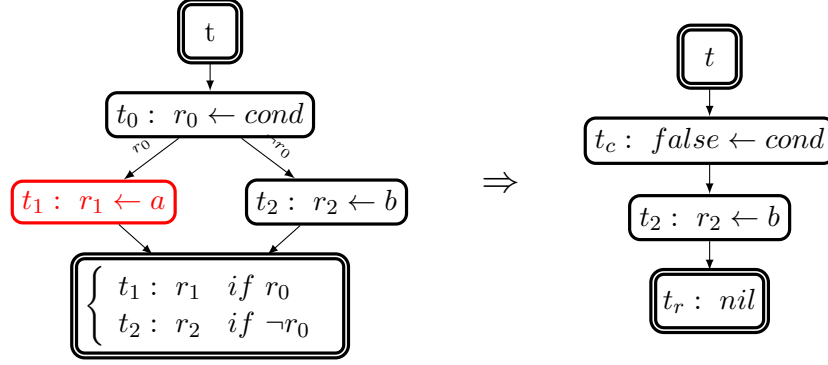 t
t₀ : r₀ ← cond
r₀ ¬r₀
t₁ : r₁ ← a
t₂ : r₂ ← b
t₁ : r₁ if r₀
t₂ : r₂ if ¬r₀
⇒
t
t_c : false ← cond
t₂ : r₂ ← b
t_r : nil